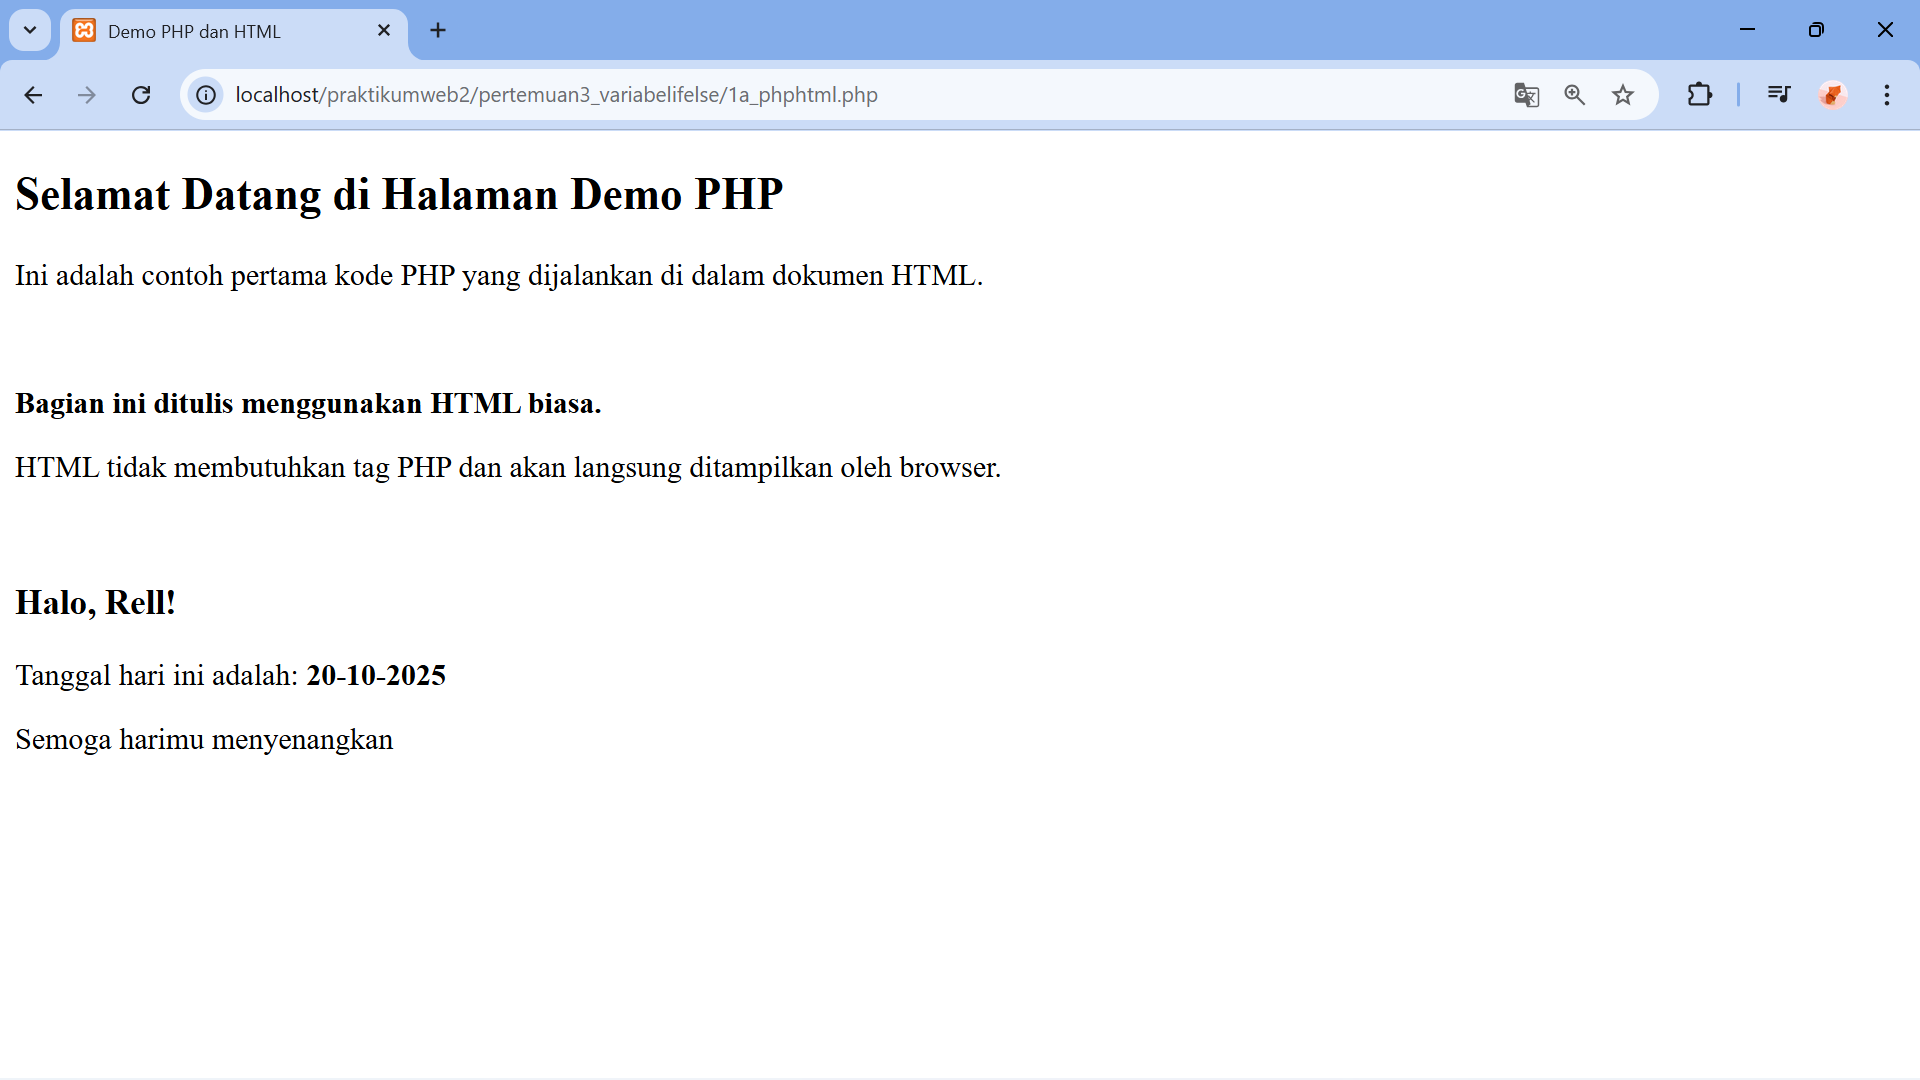 Demo PHP dan HTML
localhost/praktikumweb2/pertemuan3_variabelifelse/1a_phphtml.php
Selamat Datang di Halaman Demo PHP
Ini adalah contoh pertama kode PHP yang dijalankan di dalam dokumen HTML.
Bagian ini ditulis menggunakan HTML biasa.
HTML tidak membutuhkan tag PHP dan akan langsung ditampilkan oleh browser.
Halo, Rell!
Tanggal hari ini adalah: 20-10-2025
Semoga harimu menyenangkan